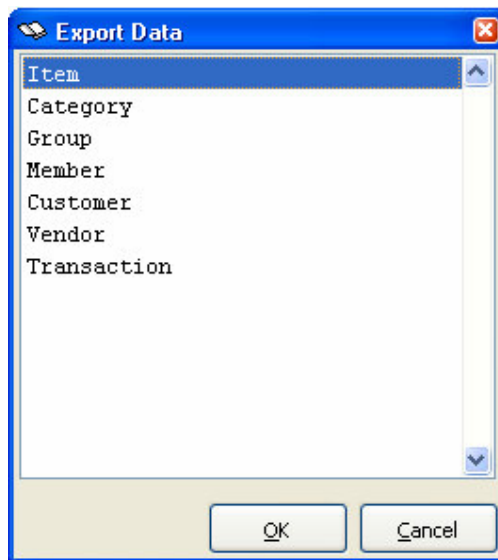 Export Data
Item
Category
Group
Member
Customer
Vendor
Transaction
OK
Cancel